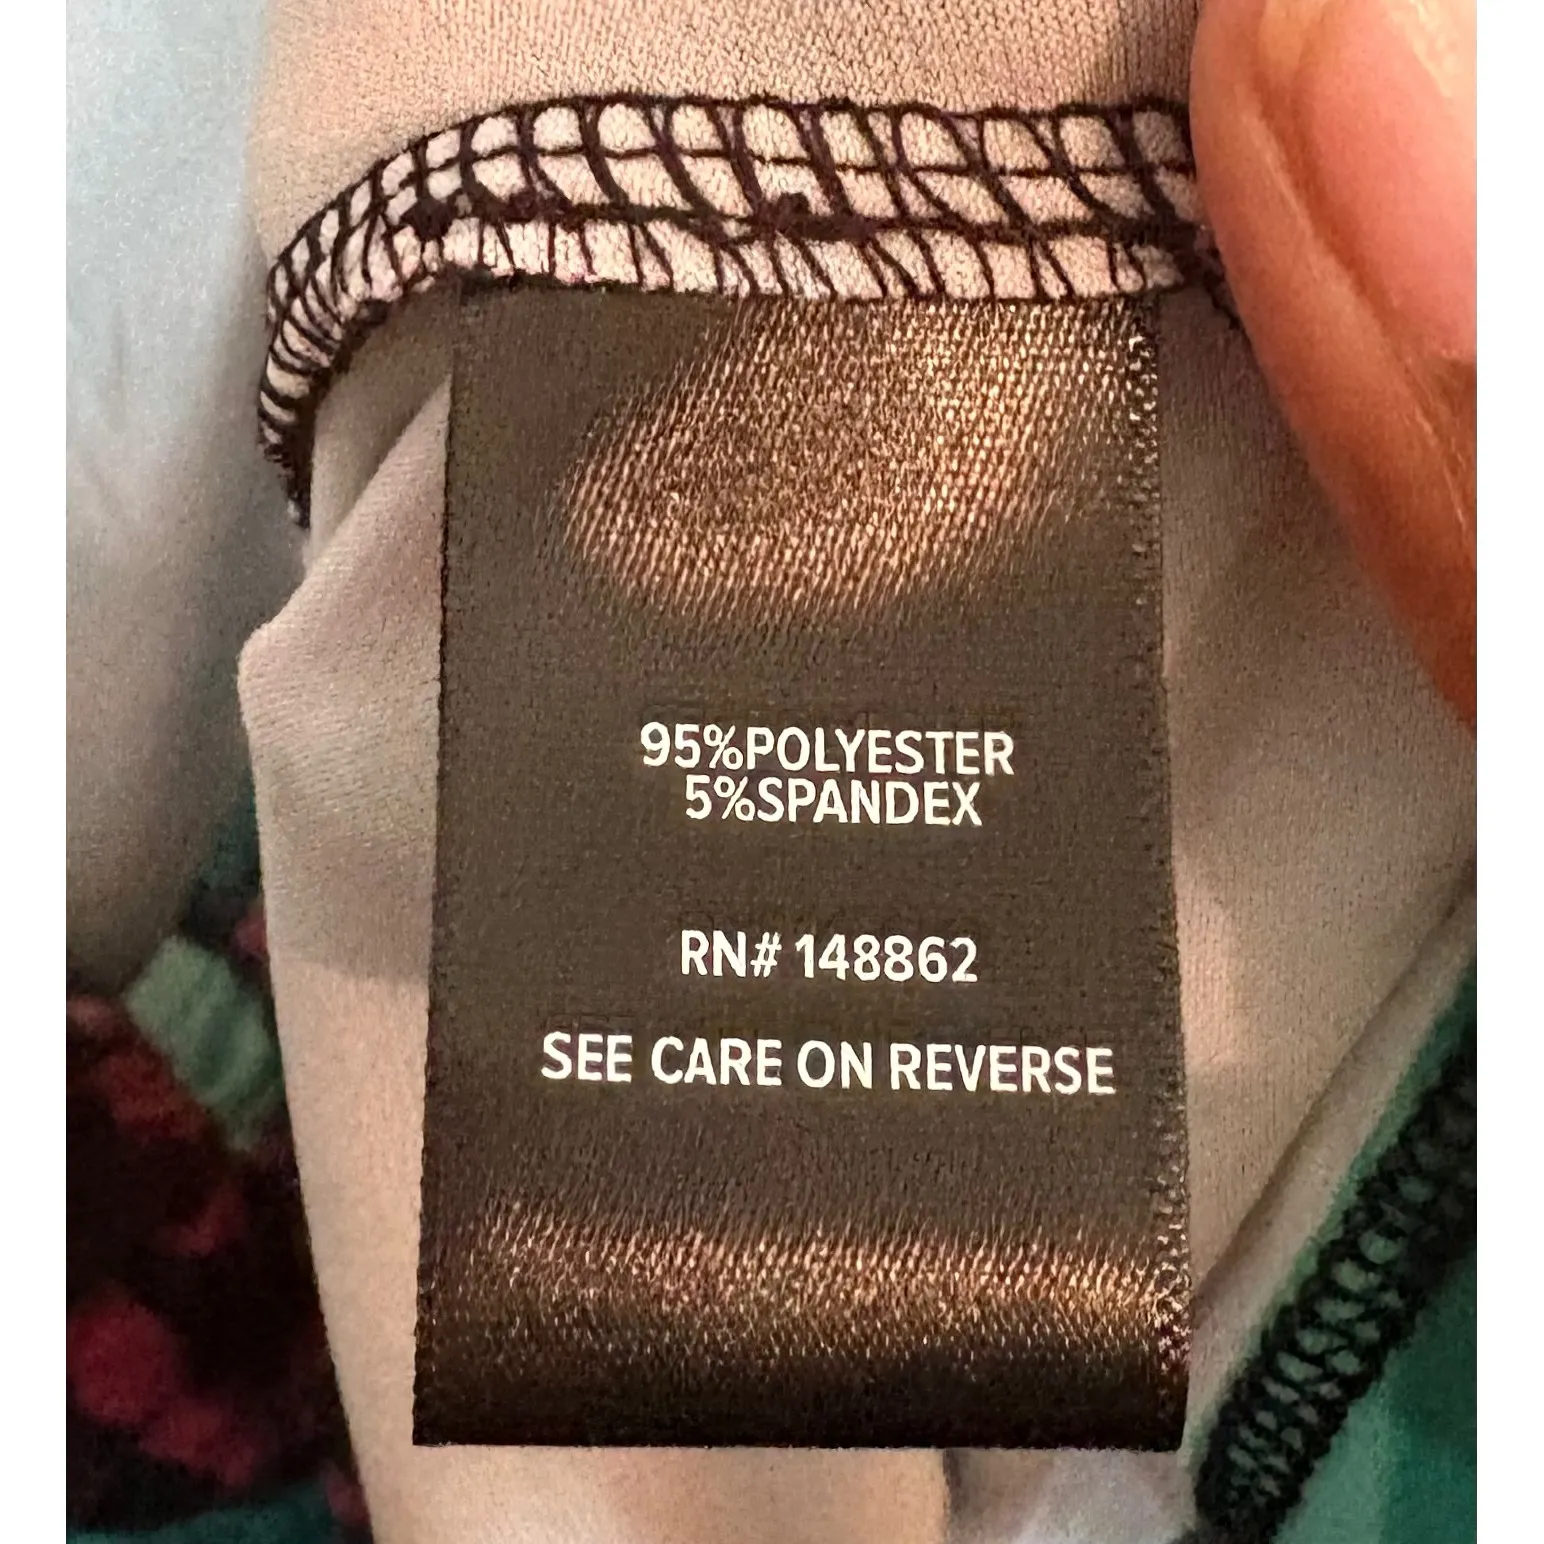 95%POLYESTER
5%SPANDEX
RN# 148862
SEE CARE ON REVERSE